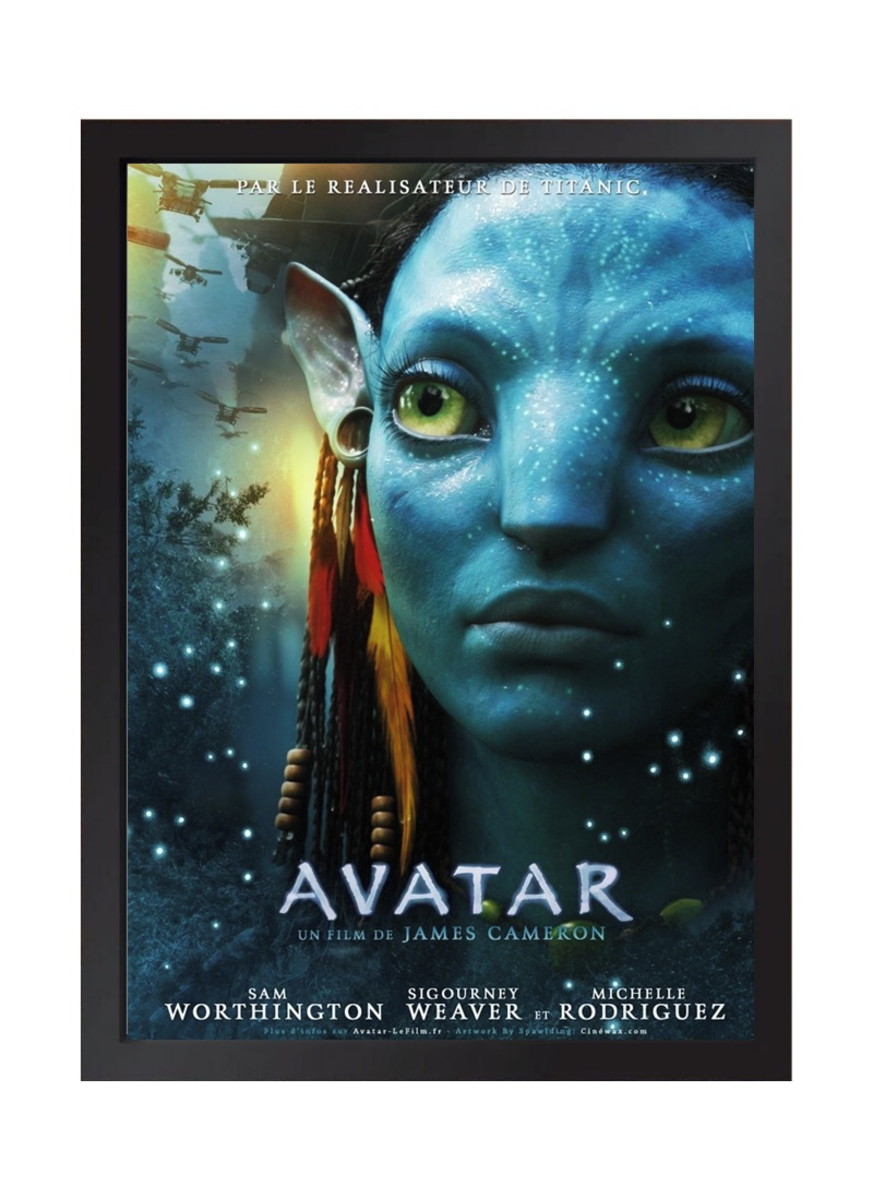 PAR LE REALISATEUR DE TITANIC.
AVATAR
UN FILM DE JAMES CAMERON
SAM WORTHINGTON SIGOURNEY WEAVER ET MICHELLE RODRIGUEZ
Plus d'infos sur Avatar-LeFilm.fr - Artwork By Spawlding: Cinéwax.com